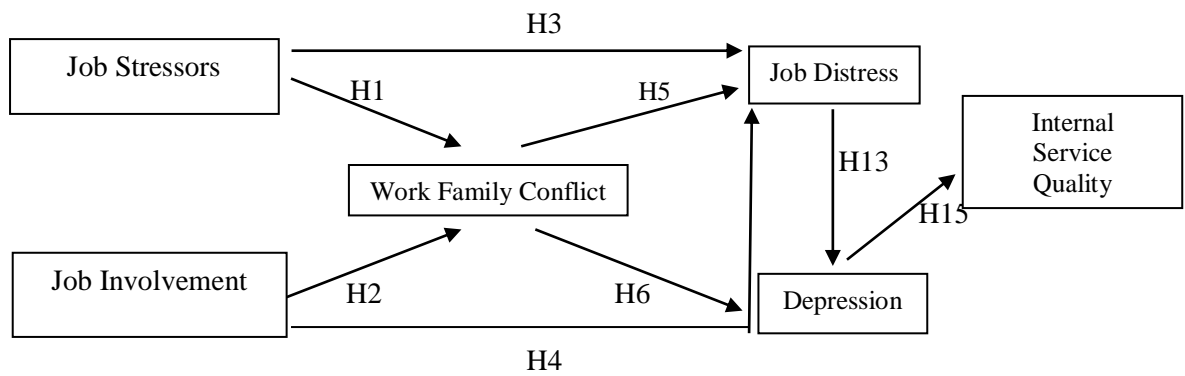 H3
Job Stressors
Job Distress
H1
H5
Internal
Service
Quality
H13
Work Family Conflict
H15
Job Involvement
H2
H6
Depression
H4